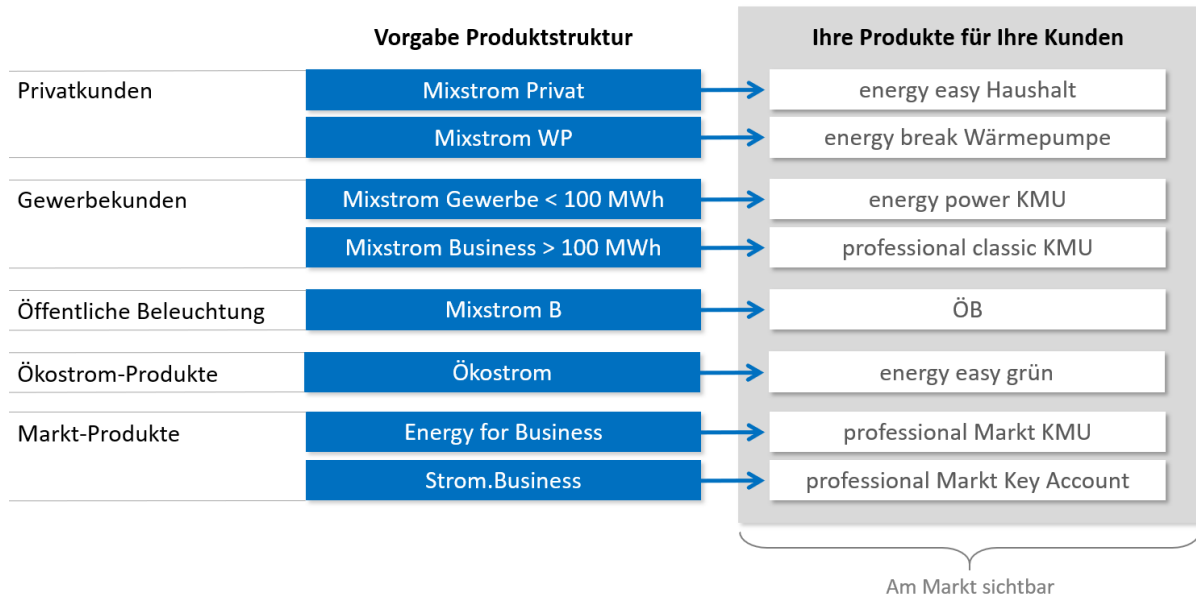 Vorgabe Produktstruktur
Ihre Produkte für Ihre Kunden
Privatkunden
Mixstrom Privat
energy easy Haushalt
Mixstrom WP
energy break Wärmepumpe
Gewerbekunden
Mixstrom Gewerbe < 100 MWh
energy power KMU
Mixstrom Business > 100 MWh
professional classic KMU
Öffentliche Beleuchtung
Mixstrom B
ÖB
Ökostrom-Produkte
Ökostrom
energy easy grün
Markt-Produkte
Energy for Business
professional Markt KMU
Strom.Business
professional Markt Key Account
Am Markt sichtbar